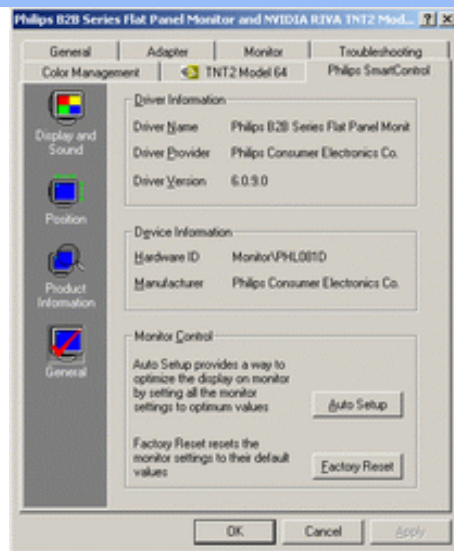 Philips B2B Series Flat Panel Monitor and NVIDIA RIVA TNT2 Mod...
General Adapter Monitor Troubleshooting
Color Management TNT2 Model 64 Philips SmartControl
Display and
Sound
Position
Product
Information
General
Driver Information
Driver Name Philips B2B Series Flat Panel Monit
Driver Provider Philips Consumer Electronics Co.
Driver Version 6.0.9.0
Device Information
Hardware ID Monitor\PHL081D
Manufacturer Philips Consumer Electronics Co.
Monitor Control
Auto Setup provides a way to
optimize the display on monitor
by setting all the monitor
settings to optimum values
Auto Setup
Factory Reset resets the
monitor settings to their default
values
Factory Reset
OK Cancel Apply